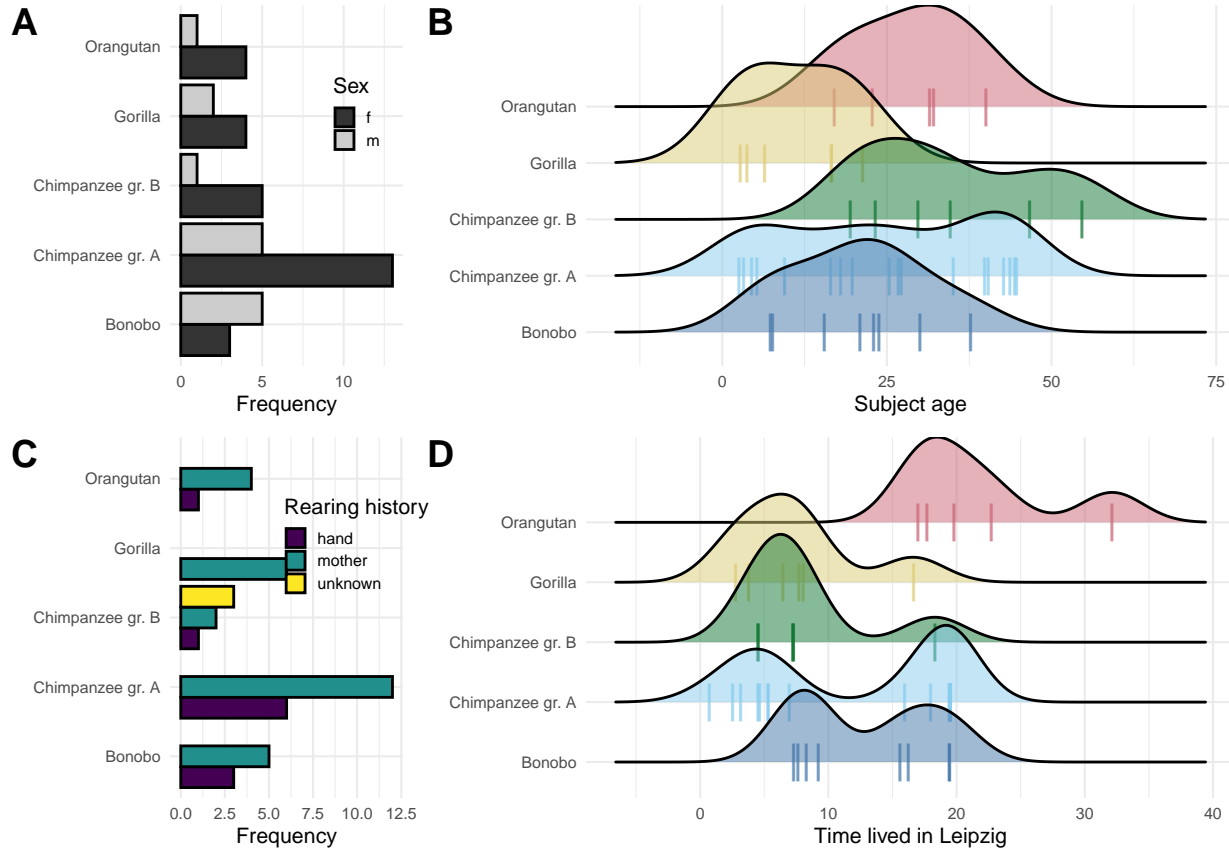 A
Orangutan
Gorilla
Chimpanzee gr. B
Chimpanzee gr. A
Bonobo
0 5 10
Frequency
Sex
f
m
B
Orangutan
Gorilla
Chimpanzee gr. B
Chimpanzee gr. A
Bonobo
0 25 50 75
Subject age
C
Orangutan
Gorilla
Chimpanzee gr. B
Chimpanzee gr. A
Bonobo
0.0 2.5 5.0 7.5 10.0 12.5
Frequency
Rearing history
hand
mother
unknown
D
Orangutan
Gorilla
Chimpanzee gr. B
Chimpanzee gr. A
Bonobo
0 10 20 30 40
Time lived in Leipzig